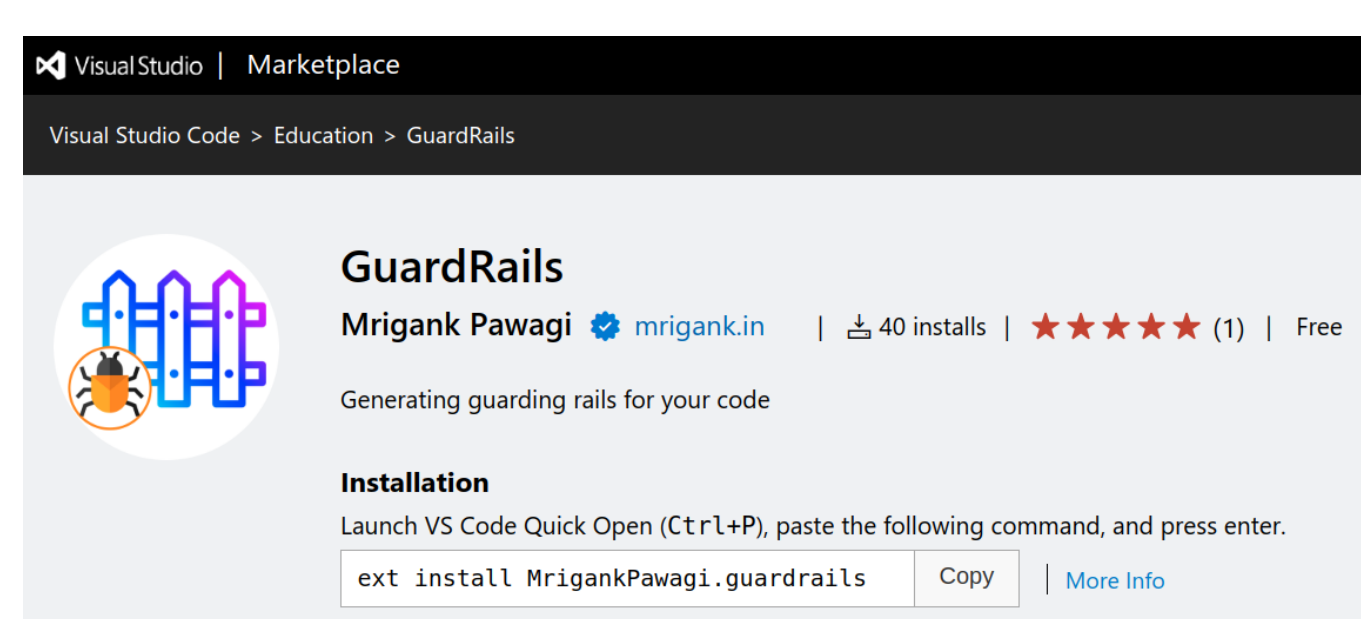 Visual Studio | Marketplace
Visual Studio Code > Education > GuardRails
GuardRails
Mrigank Pawagi mrigank.in | 40 installs | (1) | Free
Generating guarding rails for your code
Installation
Launch VS Code Quick Open (Ctrl+P), paste the following command, and press enter.
ext install MrigankPawagi.guardrails Copy | More Info